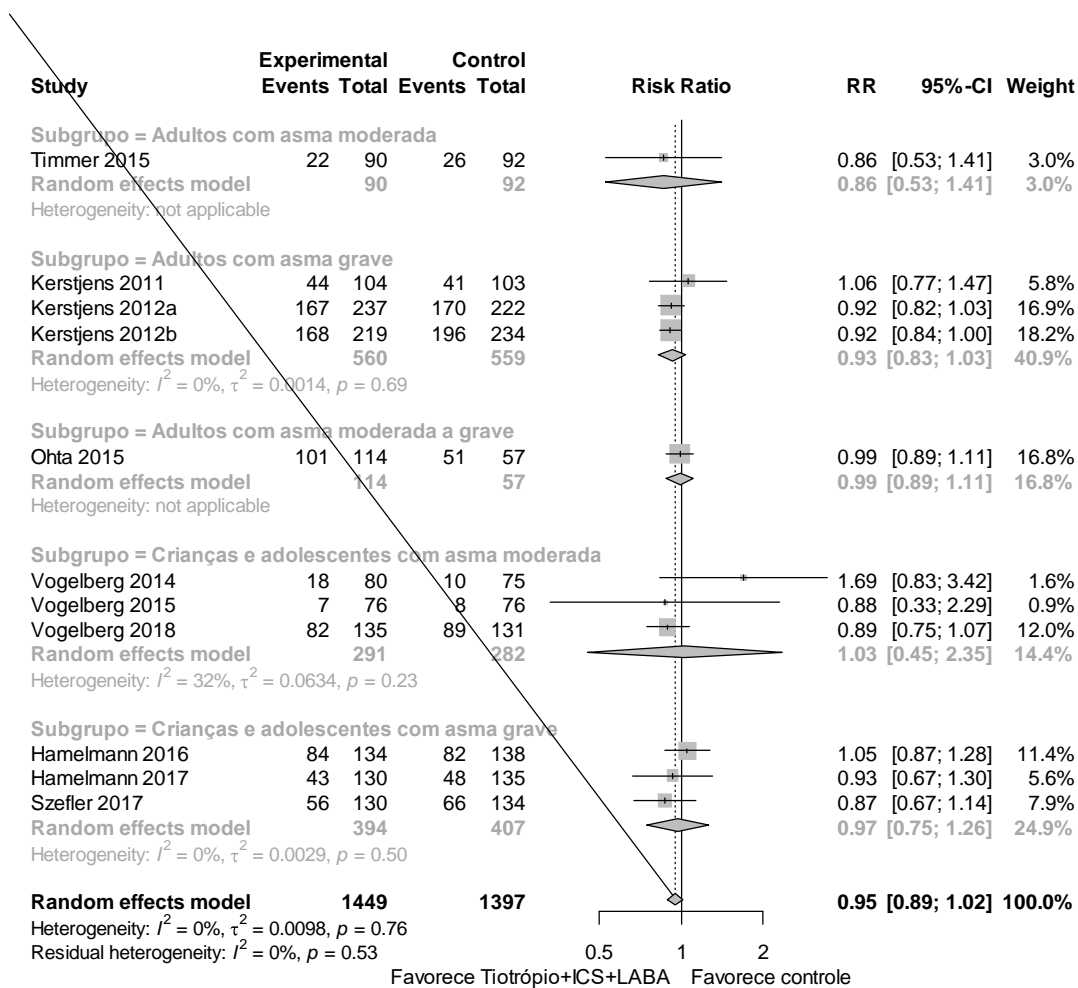 Experimental Control
Study Events Total Events Total Risk Ratio RR 95%-CI Weight
Subgrupo = Adultos com asma moderada
Timmer 2015 22 90 26 92 0.86 [0.53; 1.41] 3.0%
Random effects model 90 92 0.86 [0.53; 1.41] 3.0%
Heterogeneity: not applicable
Subgrupo = Adultos com asma grave
Kerstjens 2011 44 104 41 103 1.06 [0.77; 1.47] 5.8%
Kerstjens 2012a 167 237 170 222 0.92 [0.82; 1.03] 16.9%
Kerstjens 2012b 168 219 196 234 0.92 [0.84; 1.00] 18.2%
Random effects model 560 559 0.93 [0.83; 1.03] 40.9%
Heterogeneity: I² = 0%, τ² = 0.0014, p = 0.69
Subgrupo = Adultos com asma moderada a grave
Ohta 2015 101 114 51 57 0.99 [0.89; 1.11] 16.8%
Random effects model 114 57 0.99 [0.89; 1.11] 16.8%
Heterogeneity: not applicable
Subgrupo = Crianças e adolescentes com asma moderada
Vogelberg 2014 18 80 10 75 1.69 [0.83; 3.42] 1.6%
Vogelberg 2015 7 76 8 76 0.88 [0.33; 2.29] 0.9%
Vogelberg 2018 82 135 89 131 0.89 [0.75; 1.07] 12.0%
Random effects model 291 282 1.03 [0.45; 2.35] 14.4%
Heterogeneity: I² = 32%, τ² = 0.0634, p = 0.23
Subgrupo = Crianças e adolescentes com asma grave
Hamelmann 2016 84 134 82 138 1.05 [0.87; 1.28] 11.4%
Hamelmann 2017 43 130 48 135 0.93 [0.67; 1.30] 5.6%
Szefler 2017 56 130 66 134 0.87 [0.67; 1.14] 7.9%
Random effects model 394 407 0.97 [0.75; 1.26] 24.9%
Heterogeneity: I² = 0%, τ² = 0.0029, p = 0.50
Random effects model 1449 1397 0.95 [0.89; 1.02] 100.0%
Heterogeneity: I² = 0%, τ² = 0.0098, p = 0.76
Residual heterogeneity: I² = 0%, p = 0.53
0.5 1 2
Favorece Tiotrópio+ICS+LABA Favorece controle